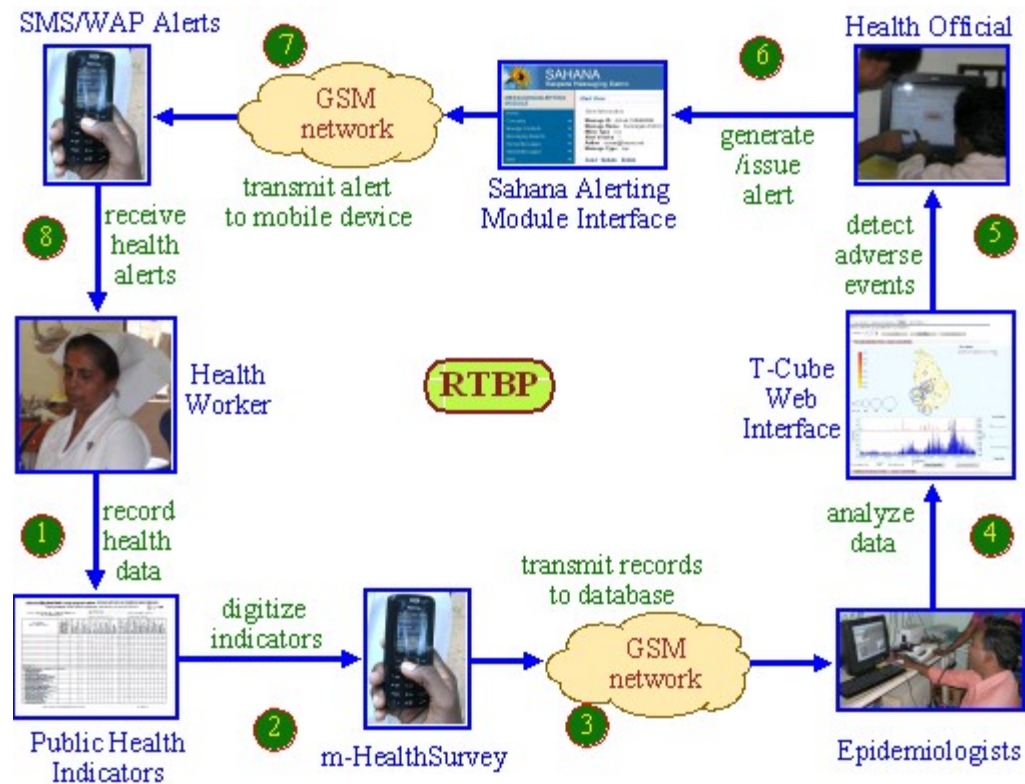 SMS/WAP Alerts
7
GSM
network
transmit alert
to mobile device
SAHANA
Sahana Alerting
Module Interface
6
generate
/issue
alert
Health Official
8
receive
health
alerts
5
detect
adverse
events
Health
Worker
RTBP
T-Cube
Web
Interface
1
record
health
data
4
analyze
data
digitize
indicators
transmit records
to database
GSM
network
2
3
Public Health
Indicators
m-HealthSurvey
Epidemiologists